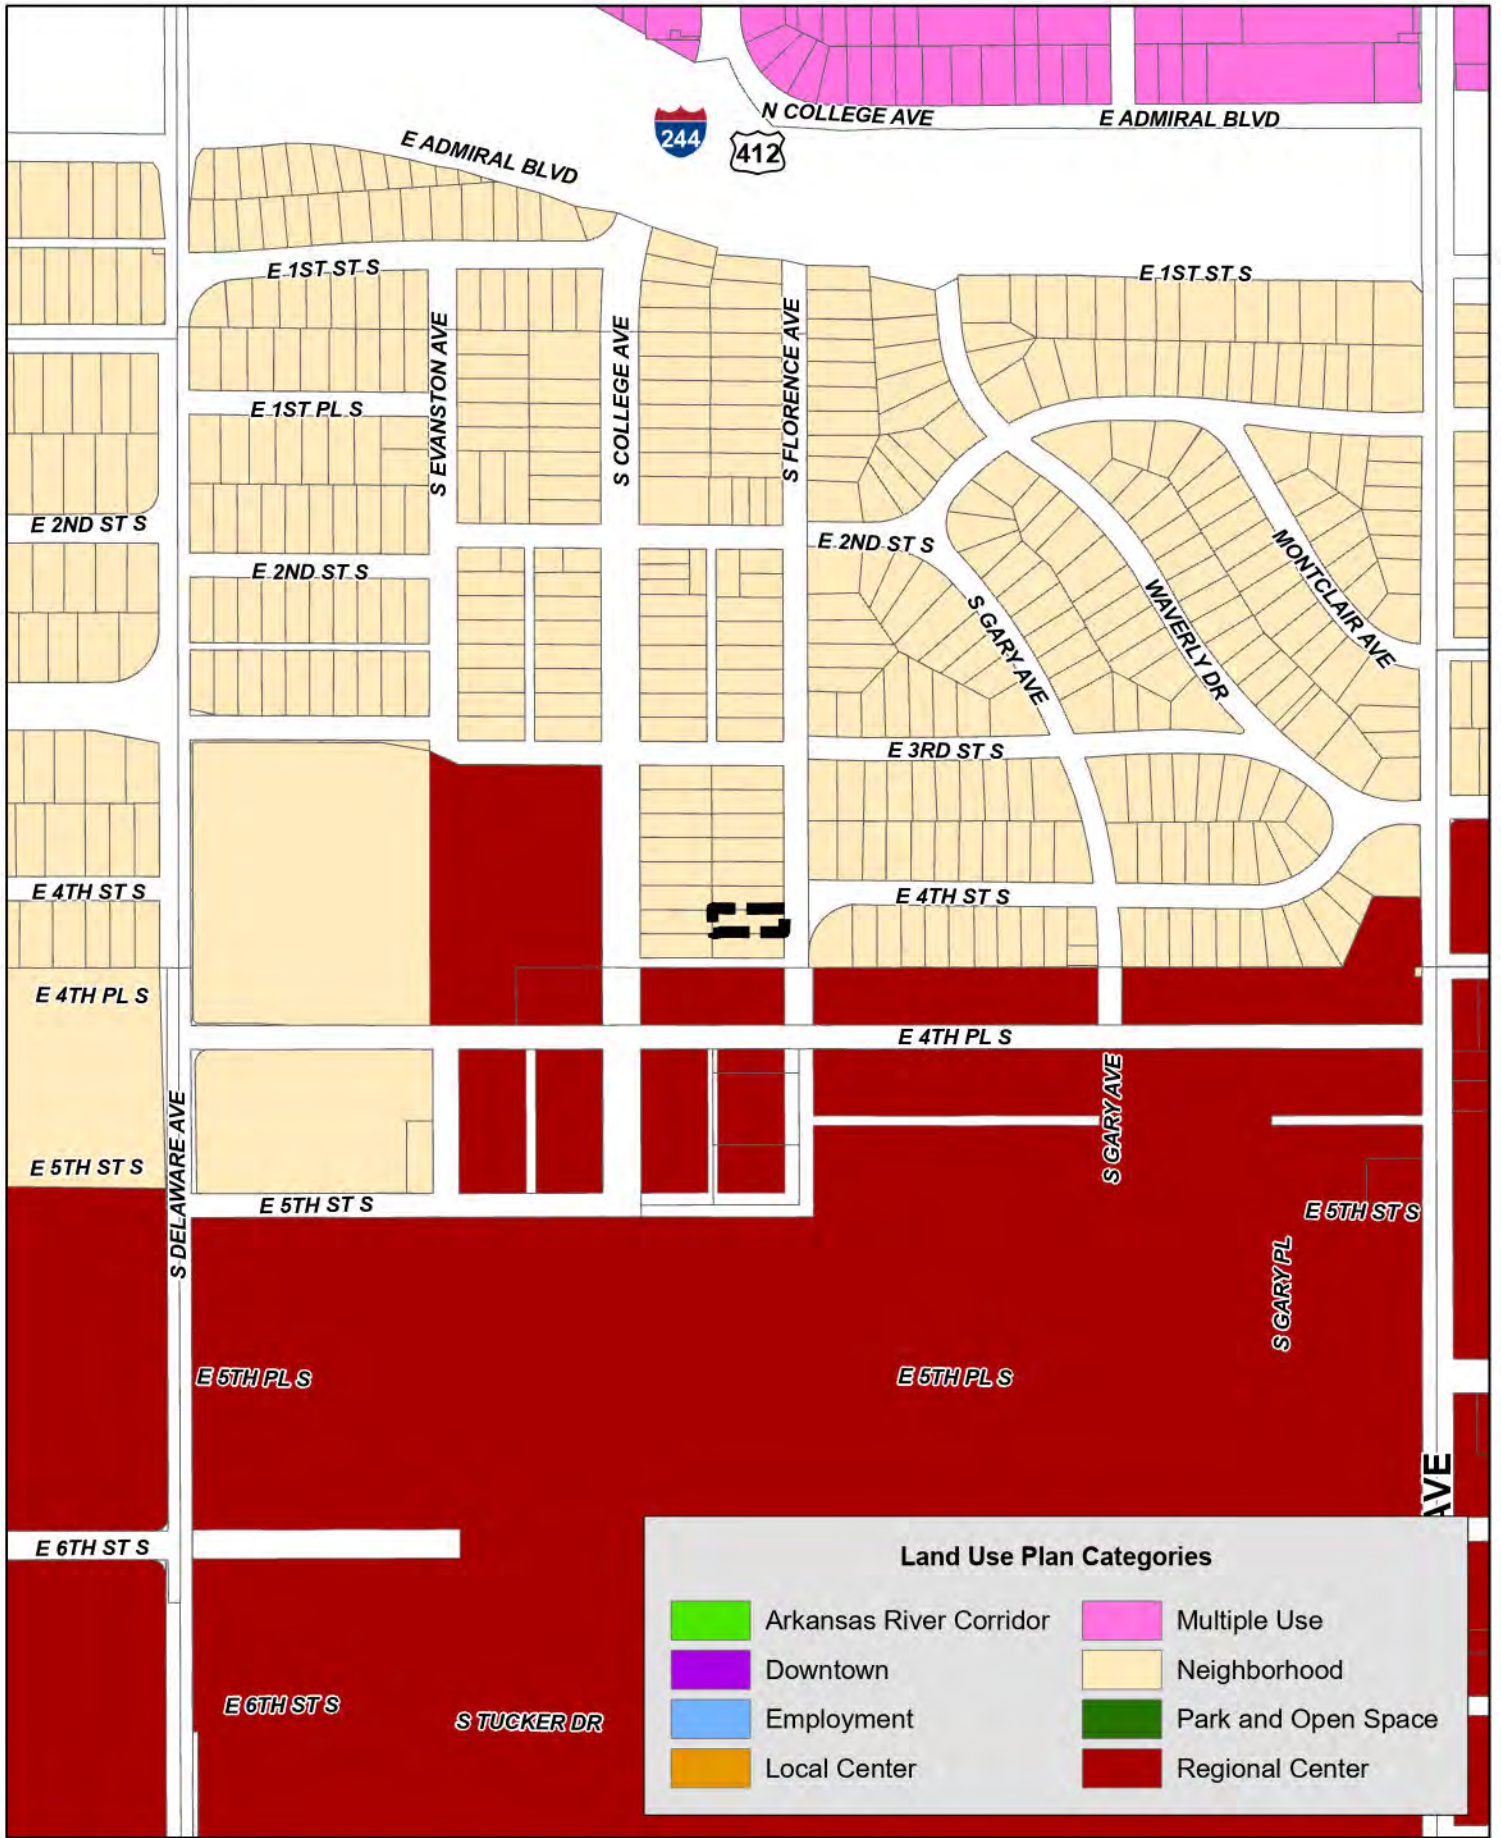 N COLLEGE AVE
E ADMIRAL BLVD
244
412
E ADMIRAL BLVD
E 1ST ST S
E 1ST ST S
S EVANSTON AVE
S COLLEGE AVE
S FLORENCE AVE
E 1ST PL S
E 2ND ST S
E 2ND ST S
E 2ND ST S
MONTCLAIR AVE
WAVERLY DR
S GARY AVE
E 3RD ST S
E 4TH ST S
E 4TH ST S
E 4TH PL S
E 4TH PL S
S GARY AVE
S DELAWARE AVE
E 5TH ST S
E 5TH ST S
E 5TH ST S
S GARY PL
E 5TH PL S
E 5TH PL S
AVE
E 6TH ST S
E 6TH ST S
S TUCKER DR
Land Use Plan Categories
Arkansas River Corridor
Downtown
Employment
Local Center
Multiple Use
Neighborhood
Park and Open Space
Regional Center